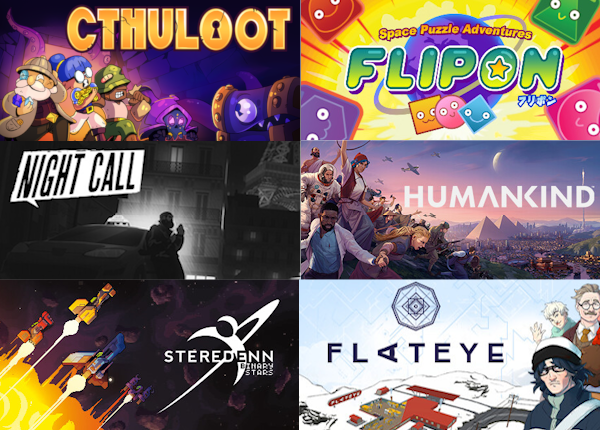 CTHULOOT
Space Puzzle Adventures
FLIPON
フリポン
NIGHT CALL
HUMANKIND
STEREDENN
BINARY
STARS
FLATEYE